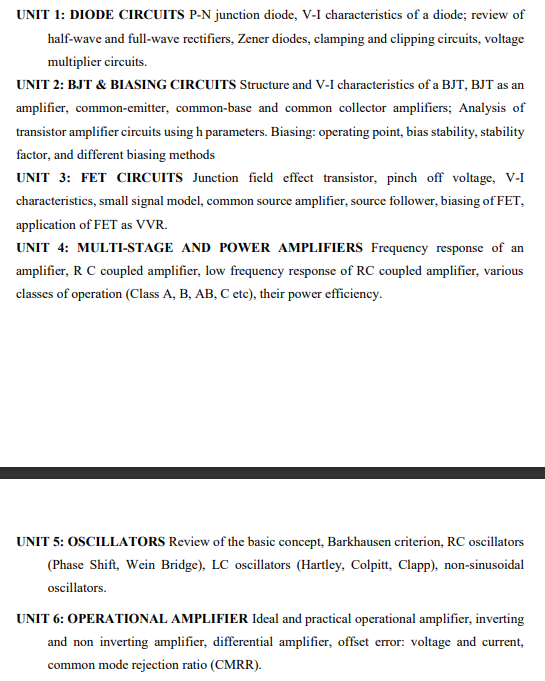 UNIT 1: DIODE CIRCUITS P-N junction diode, V-I characteristics of a diode; review of
half-wave and full-wave rectifiers, Zener diodes, clamping and clipping circuits, voltage
multiplier circuits.
UNIT 2: BJT & BIASING CIRCUITS Structure and V-I characteristics of a BJT, BJT as an
amplifier, common-emitter, common-base and common collector amplifiers; Analysis of
transistor amplifier circuits using h parameters. Biasing: operating point, bias stability, stability
factor, and different biasing methods
UNIT 3: FET CIRCUITS Junction field effect transistor, pinch off voltage, V-I
characteristics, small signal model, common source amplifier, source follower, biasing of FET,
application of FET as VVR.
UNIT 4: MULTI-STAGE AND POWER AMPLIFIERS Frequency response of an
amplifier, R C coupled amplifier, low frequency response of RC coupled amplifier, various
classes of operation (Class A, B, AB, C etc), their power efficiency.
UNIT 5: OSCILLATORS Review of the basic concept, Barkhausen criterion, RC oscillators
(Phase Shift, Wein Bridge), LC oscillators (Hartley, Colpitt, Clapp), non-sinusoidal
oscillators.
UNIT 6: OPERATIONAL AMPLIFIER Ideal and practical operational amplifier, inverting
and non inverting amplifier, differential amplifier, offset error: voltage and current,
common mode rejection ratio (CMRR).